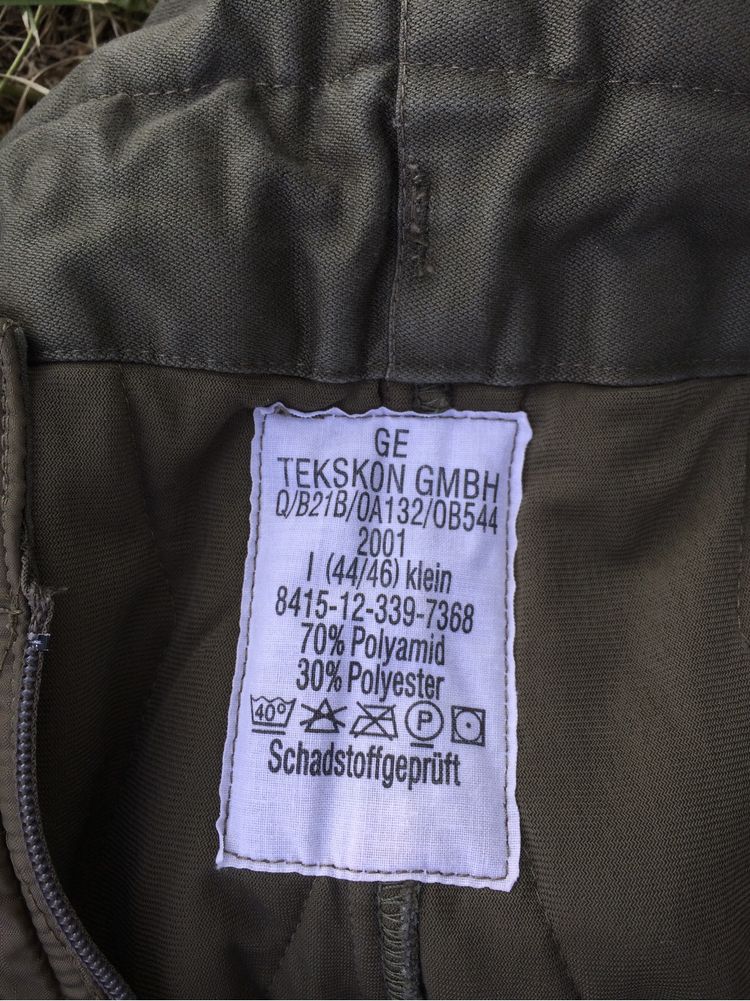 GE
TEKSKON GMBH
Q/B21B/0A132/0B544
2001
I (44/46) klein
8415-12-339-7368
70% Polyamid
30% Polyester
40° P
Schadstoffgeprüft